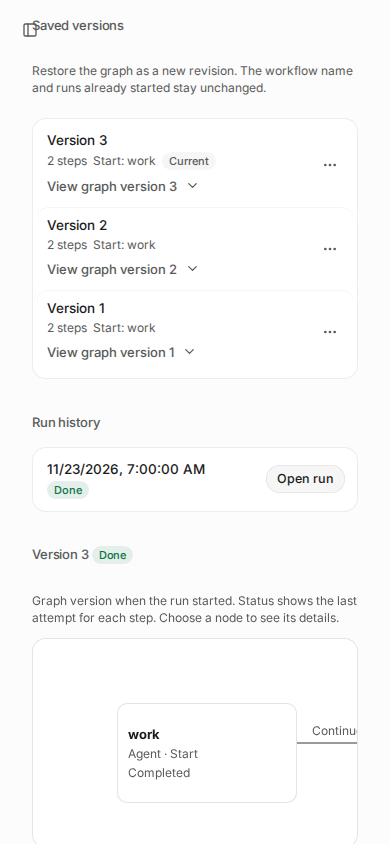 Saved versions
Restore the graph as a new revision. The workflow name
and runs already started stay unchanged.
Version 3
2 steps Start: work Current
View graph version 3
Version 2
2 steps Start: work
View graph version 2
Version 1
2 steps Start: work
View graph version 1
Run history
11/23/2026, 7:00:00 AM
Done
Open run
Version 3 Done
Graph version when the run started. Status shows the last
attempt for each step. Choose a node to see its details.
work
Agent · Start
Completed
Continu